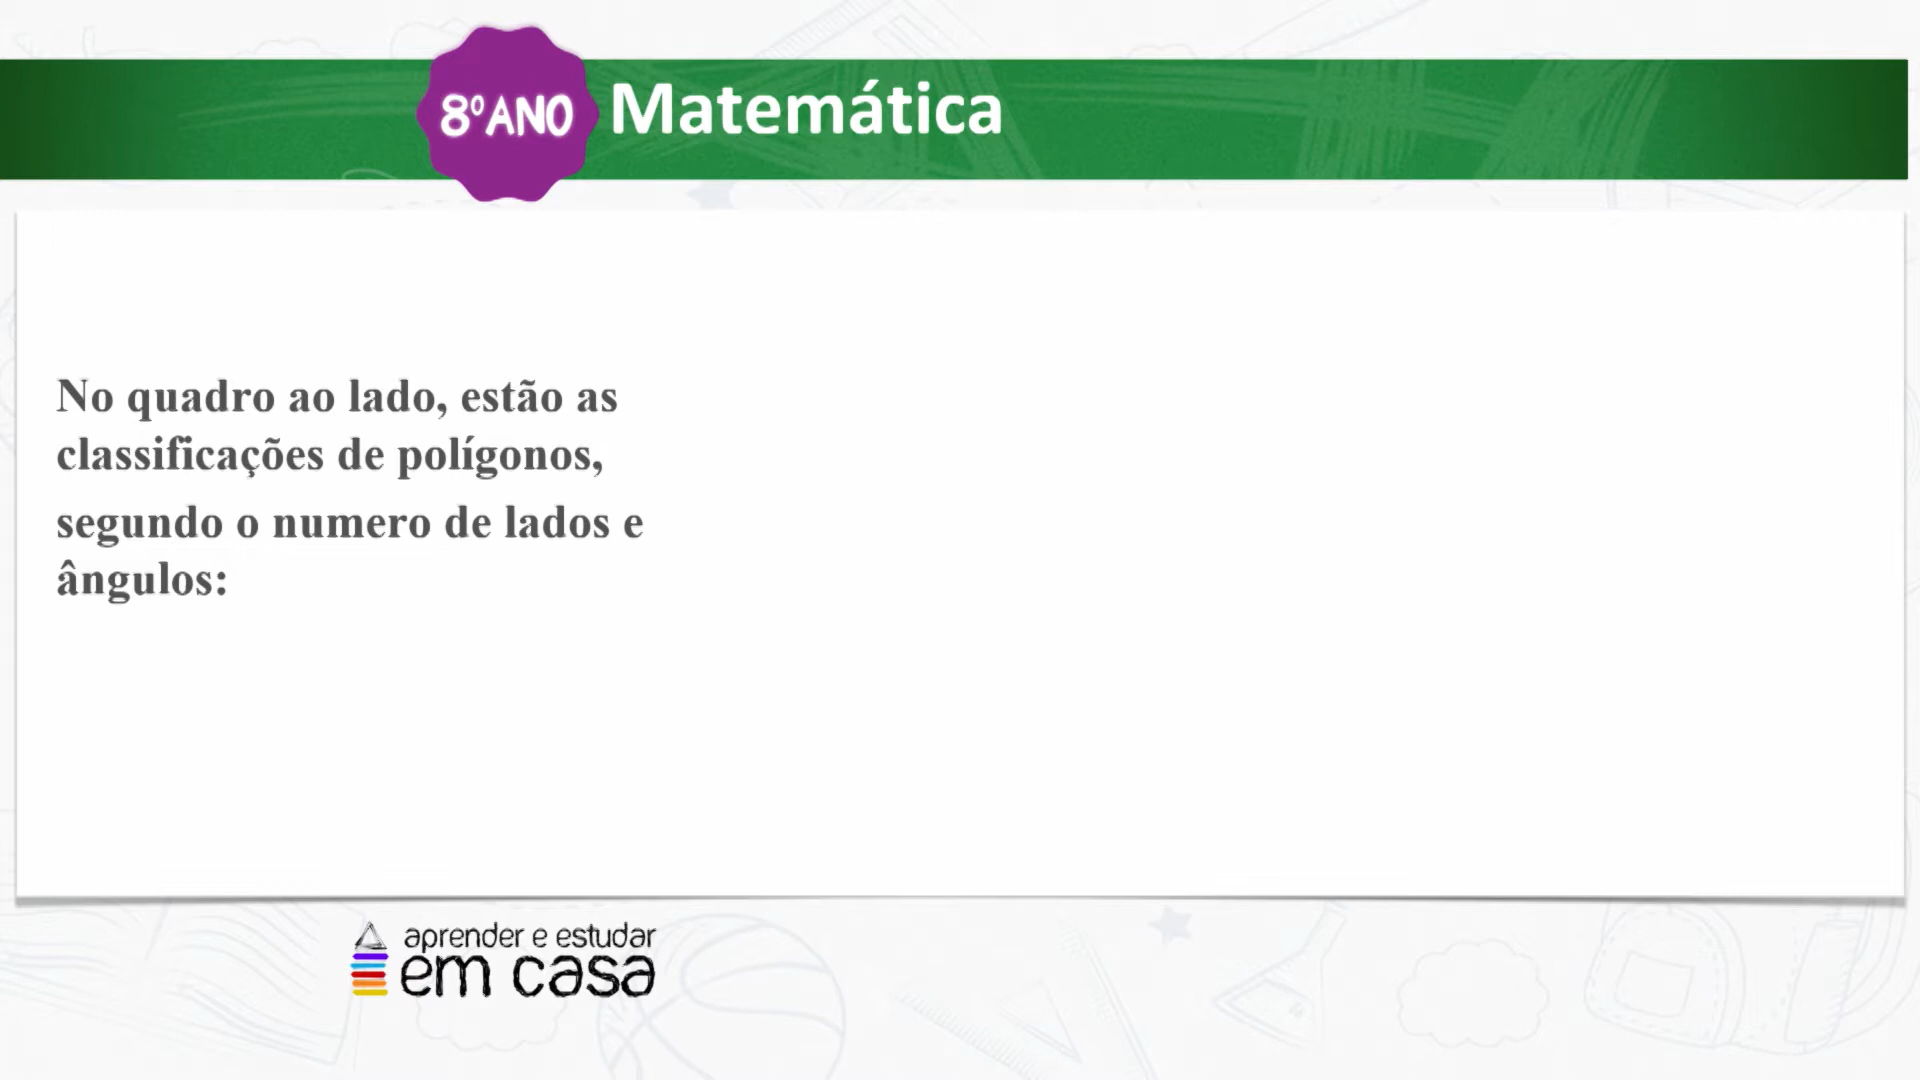 8ºANO Matemática
No quadro ao lado, estão as
classificações de polígonos,
segundo o numero de lados e
ângulos:
aprender e estudar
em casa